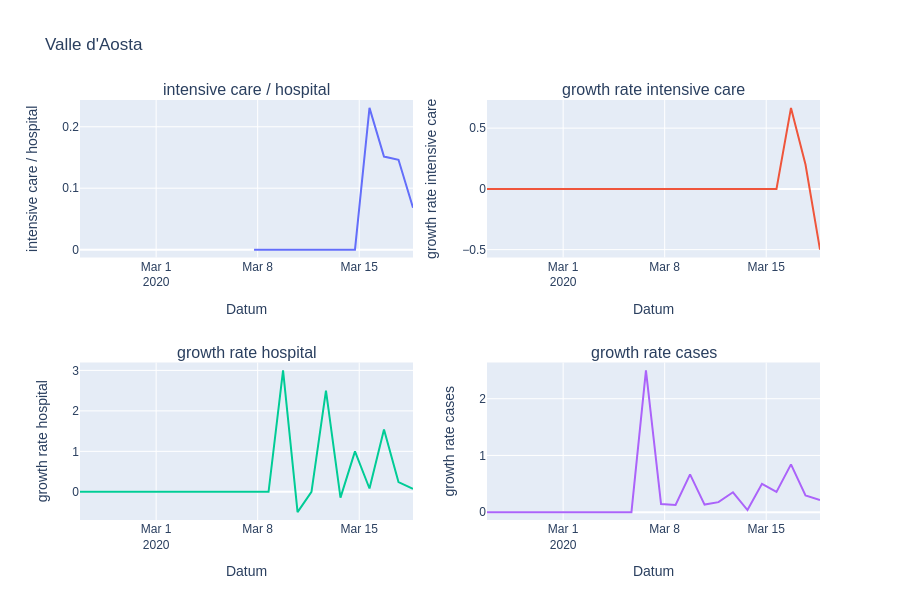 Valle d'Aosta
intensive care / hospital
growth rate intensive care
intensive care / hospital
0.2
0.1
0
Mar 1
2020
Mar 8
Mar 15
Datum
growth rate intensive care
0.5
0
−0.5
Mar 1
2020
Mar 8
Mar 15
Datum
growth rate hospital
growth rate cases
growth rate hospital
3
2
1
0
Mar 1
2020
Mar 8
Mar 15
Datum
growth rate cases
2
1
0
Mar 1
2020
Mar 8
Mar 15
Datum